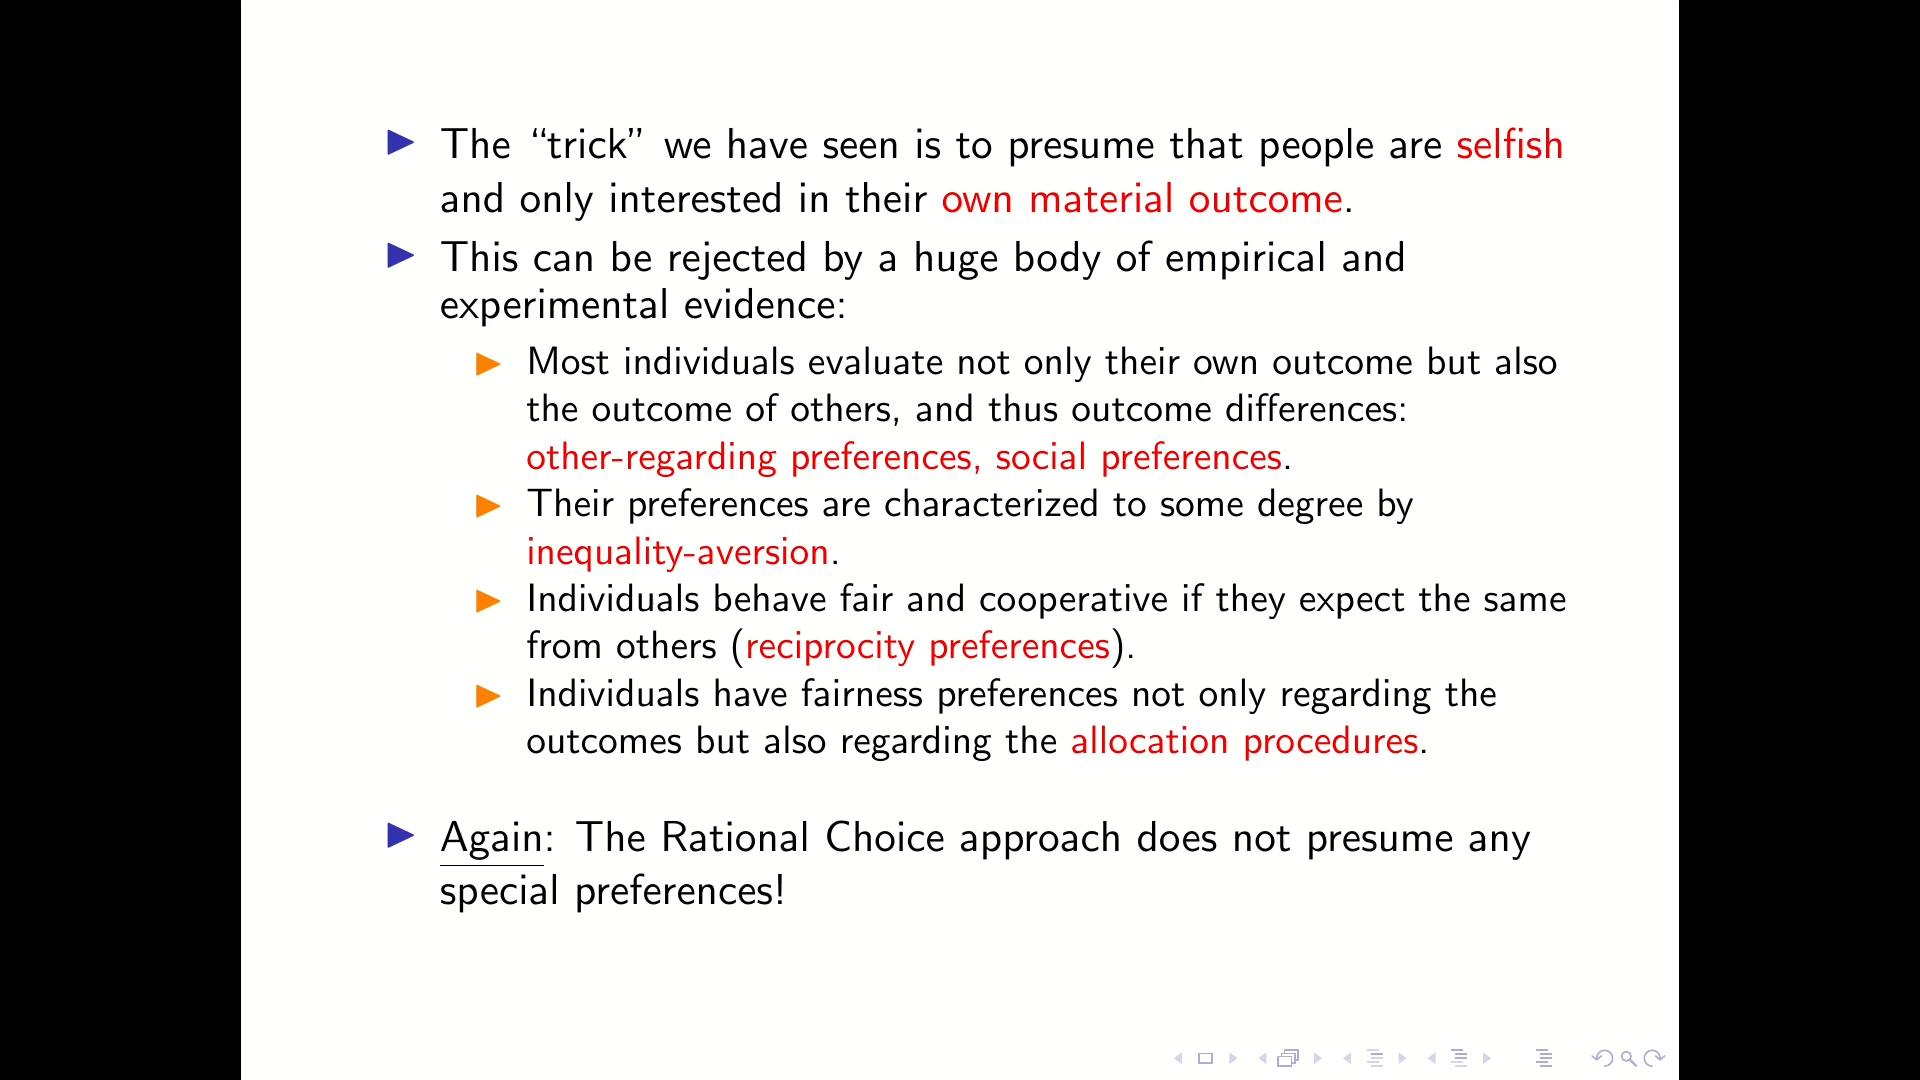 The “trick” we have seen is to presume that people are selfish
and only interested in their own material outcome.
This can be rejected by a huge body of empirical and
experimental evidence:
Most individuals evaluate not only their own outcome but also
the outcome of others, and thus outcome differences:
other-regarding preferences, social preferences.
Their preferences are characterized to some degree by
inequality-aversion.
Individuals behave fair and cooperative if they expect the same
from others (reciprocity preferences).
Individuals have fairness preferences not only regarding the
outcomes but also regarding the allocation procedures.
Again: The Rational Choice approach does not presume any
special preferences!